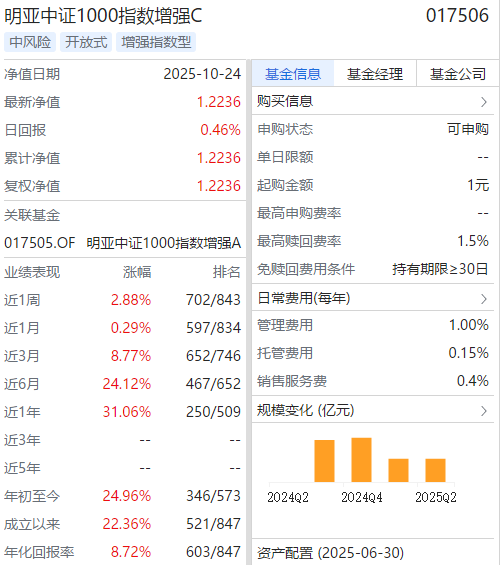 明亚中证1000指数增强C 017506
中风险 开放式 增强指数型
净值日期 2025-10-24
最新净值 1.2236
日回报 0.46%
累计净值 1.2236
复权净值 1.2236
关联基金
017505.OF 明亚中证1000指数增强A
业绩表现 涨幅 排名
近1周 2.88% 702/843
近1月 0.29% 597/834
近3月 8.77% 652/746
近6月 24.12% 467/652
近1年 31.06% 250/509
近3年 -- --
近5年 -- --
年初至今 24.96% 346/573
成立以来 22.36% 521/847
年化回报率 8.72% 603/847
基金信息 基金经理 基金公司
购买信息
申购状态 可申购
单日限额 --
起购金额 1元
最高申购费率 --
最高赎回费率 1.5%
免赎回费用条件 持有期限≥30日
日常费用(每年)
管理费用 1.00%
托管费用 0.15%
销售服务费 0.4%
规模变化 (亿元)
2024Q2 2024Q4 2025Q2
资产配置 (2025-06-30)